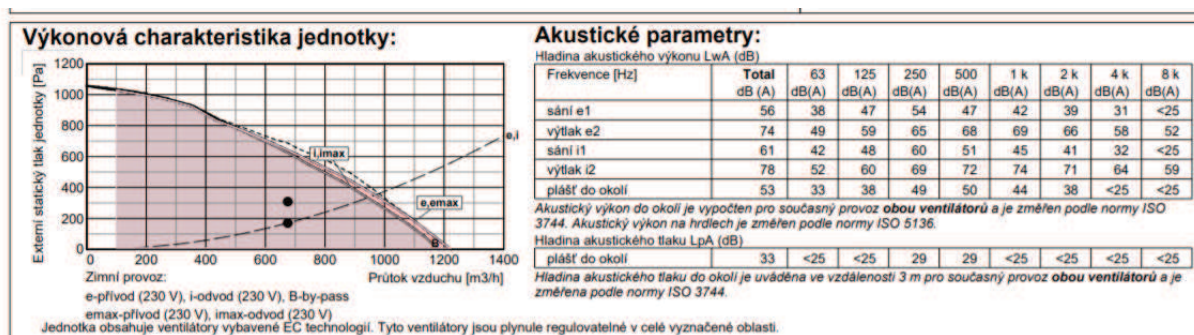 Výkonová charakteristika jednotky:
Externí statický tlak jednotky [Pa]
1200
1000
800
600
400
200
0
e,i
i,imax
e,emax
B
0 200 400 600 800 1000 1200 1400
Zimní provoz:
Průtok vzduchu [m3/h]
e-přívod (230 V), i-odvod (230 V), B-by-pass
emax-přívod (230 V), imax-odvod (230 V)
Jednotka obsahuje ventilátory vybavené EC technologií. Tyto ventilátory jsou plynule regulovatelné v celé vyznačené oblasti.
Akustické parametry:
Hladina akustického výkonu LwA (dB)
Frekvence [Hz] Total 63 125 250 500 1 k 2 k 4 k 8 k
dB (A) dB(A) dB(A) dB(A) dB(A) dB(A) dB(A) dB(A) dB(A)
sání e1 56 38 47 54 47 42 39 31 <25
výtlak e2 74 49 59 65 68 69 66 58 52
sání i1 61 42 48 60 51 45 41 32 <25
výtlak i2 78 52 60 69 72 74 71 64 59
plášť do okolí 53 33 38 49 50 44 38 <25 <25
Akustický výkon do okolí je vypočten pro současný provoz obou ventilátorů a je změřen podle normy ISO
3744. Akustický výkon na hrdlech je změřen podle normy ISO 5136.
Hladina akustického tlaku LpA (dB)
plášť do okolí 33 <25 <25 29 29 <25 <25 <25 <25
Hladina akustického tlaku do okolí je uváděna ve vzdálenosti 3 m pro současný provoz obou ventilátorů a je
změřena podle normy ISO 3744.